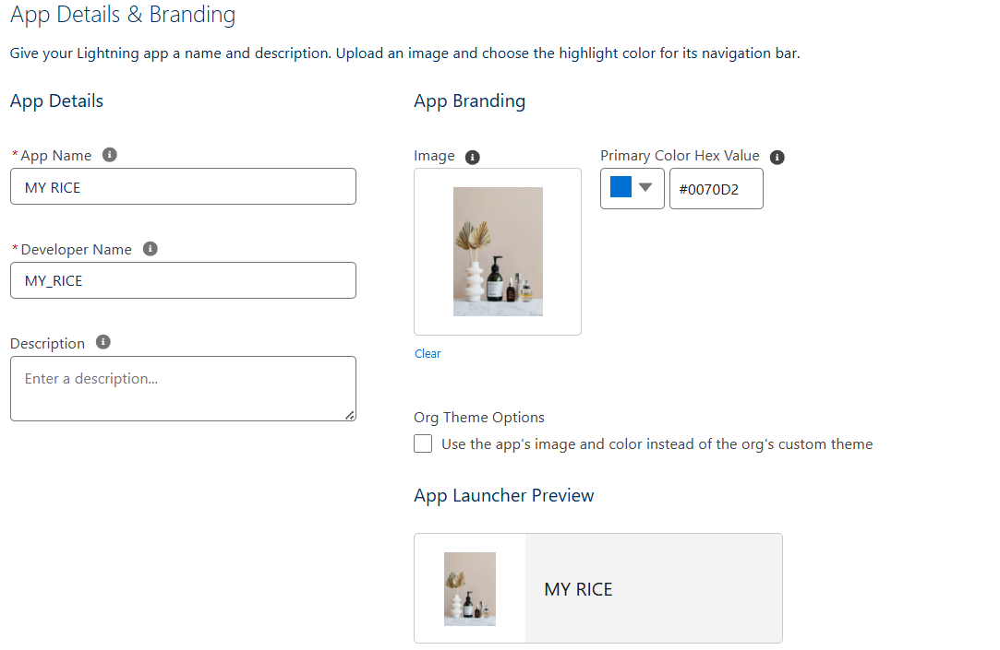 App Details & Branding
Give your Lightning app a name and description. Upload an image and choose the highlight color for its navigation bar.
App Details
*App Name
MY RICE
*Developer Name
MY_RICE
Description
Enter a description...
App Branding
Image
Primary Color Hex Value
#0070D2
Clear
Org Theme Options
Use the app's image and color instead of the org's custom theme
App Launcher Preview
MY RICE